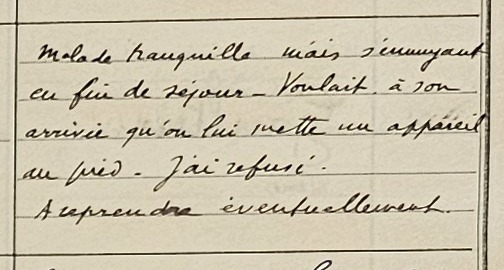 Malade tranquille mais s'ennuyant
en fin de séjour - Voulait à son
arrivée qu'on lui mette un appareil
au pied - J'ai refusé.
A reprendre éventuellement.